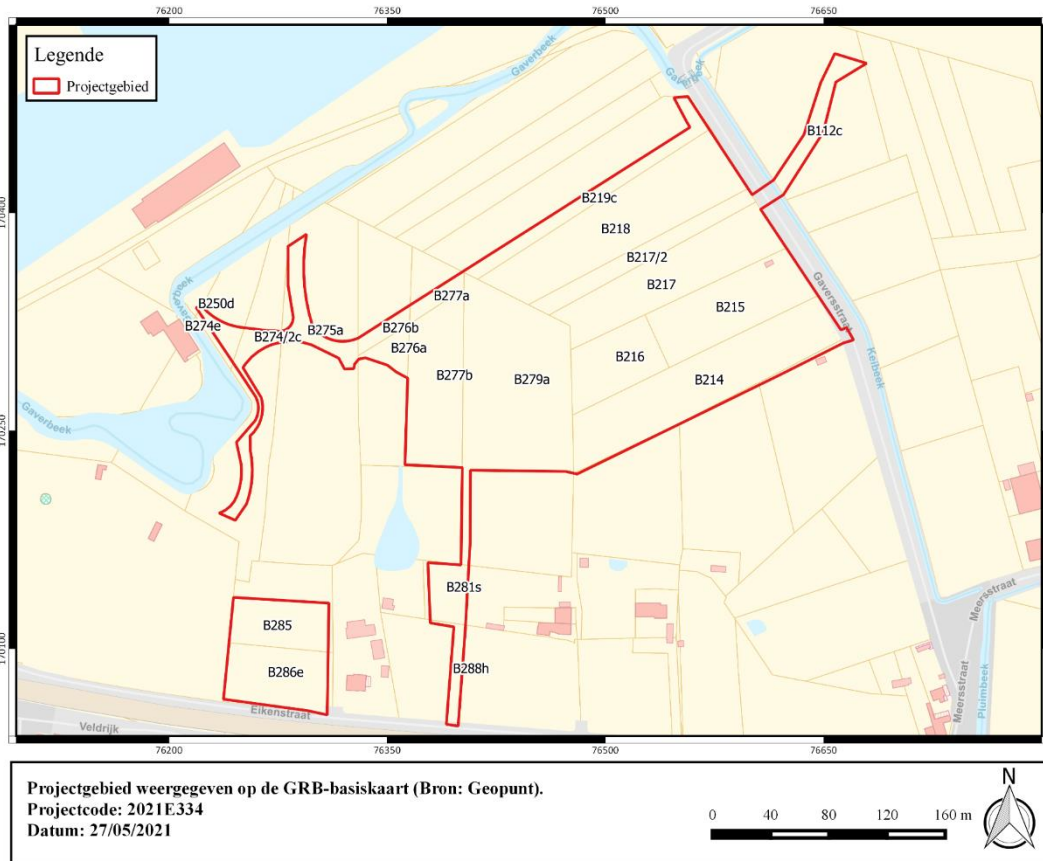 76200 76350 76500 76650
Legende
Projectgebied
Gaverbeek
Gaverbeek
B112c
170400
B219c
B218
B217/2
B217
Gaversstraat
Keibeek
B277a
B215
B250d
Gaverbeek
B274e
B275a
B276b
B274/2c
B276a
B216
B277b
B279a
B214
Gaverbeek
170250
B281s
Meersstraat
B285
170100
B286e
B288h
Eikenstraat
Veldrijk
Meersstraat
Pluimbeek
76200 76350 76500 76650
Projectgebied weergegeven op de GRB-basiskaart (Bron: Geopunt).
Projectcode: 2021E334
Datum: 27/05/2021
N
0 40 80 120 160 m